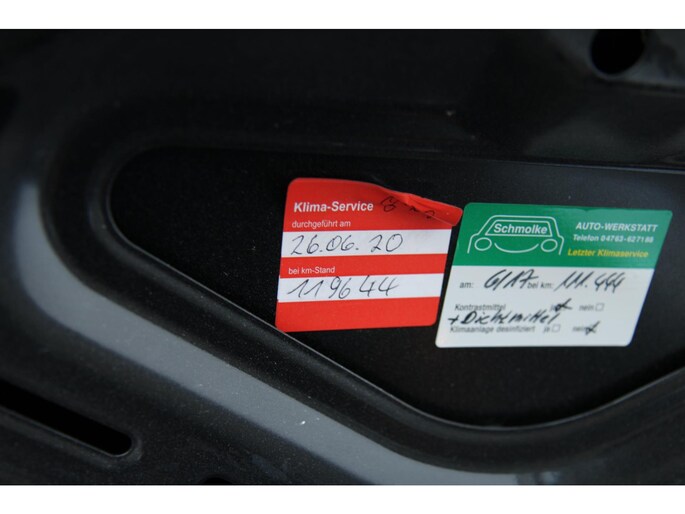 Klima-Service
durchgeführt am
26.06.20
bei km-Stand
119644
Schmolke
AUTO-WERKSTATT
Telefon 04763-627188
Letzter Klimaservice
am: 6/17 bei km: 111.444
Kontrastmittel ja nein
+ Dichtmittel
Klimaanlage desinfiziert ja nein